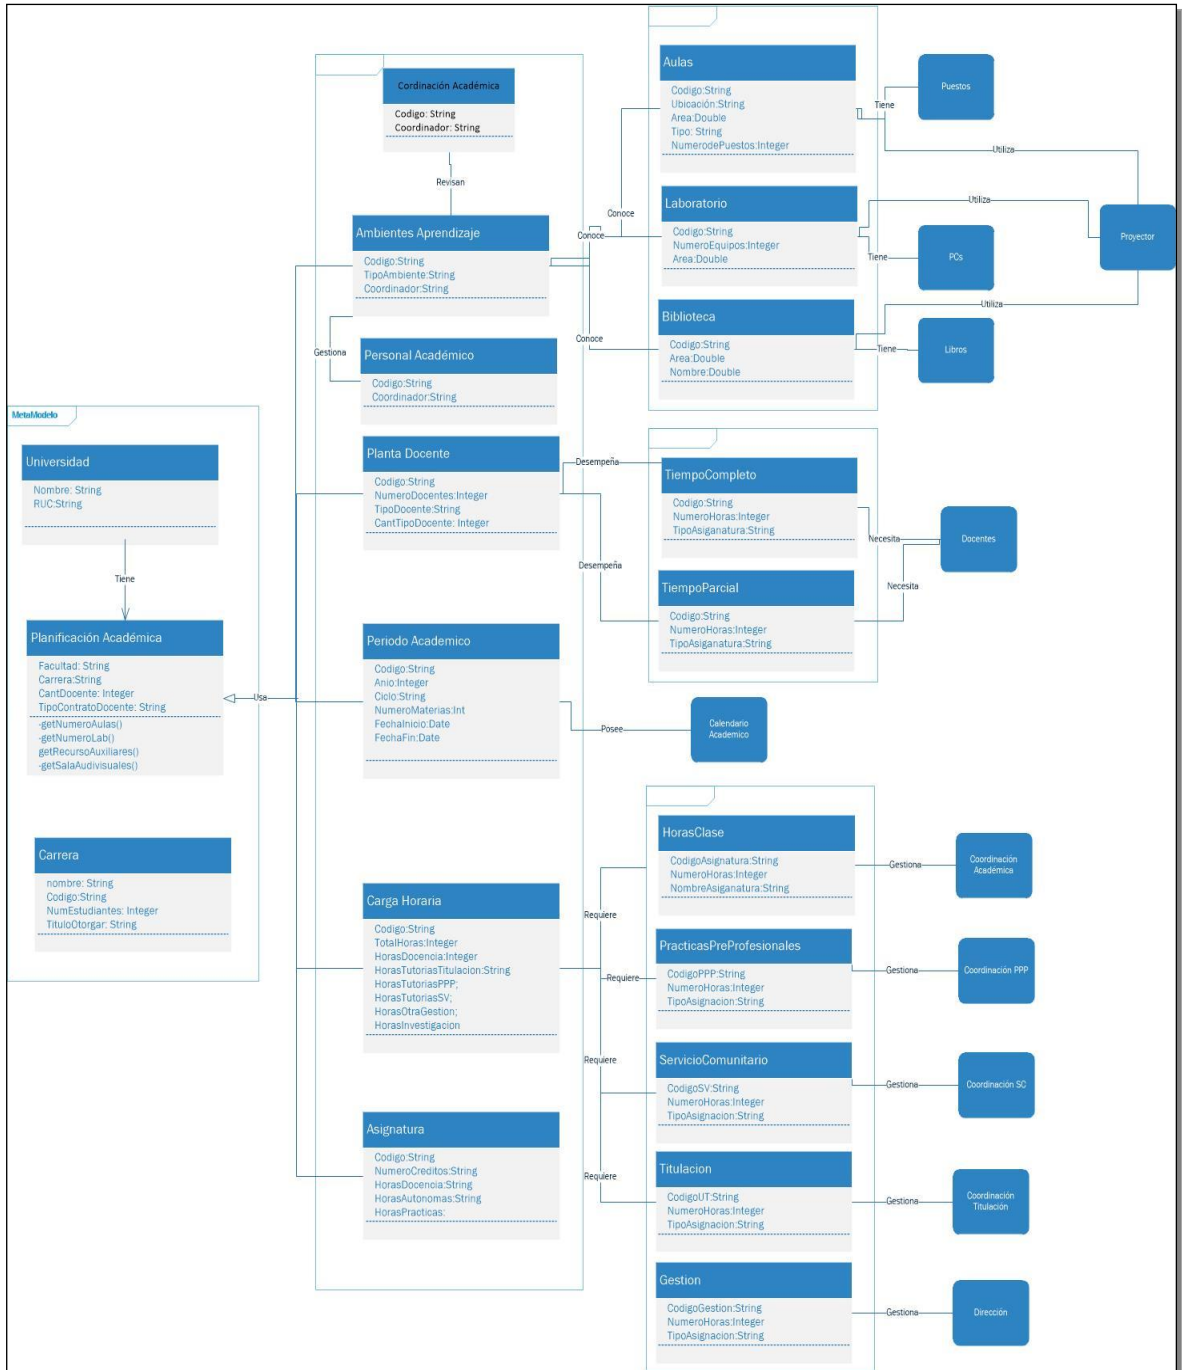 Cordinación Académica
Codigo: String
Coordinador: String
Revisan
Ambientes Aprendizaje
Codigo:String
TipoAmbiente:String
Coordinador:String
Gestiona
Personal Académico
Codigo:String
Coordinador:String
Planta Docente
Codigo:String
NumeroDocentes:Integer
TipoDocente:String
CantTipoDocente: Integer
Periodo Academico
Codigo:String
Anio:Integer
Ciclo:String
NumeroMaterias:Int
FechaInicio:Date
FechaFin:Date
Carga Horaria
Codigo:String
TotalHoras:Integer
HorasDocencia:Integer
HorasTutoriasTitulacion:String
HorasTutoriasPPP;
HorasTutoriasSV;
HorasOtraGestion;
HorasInvestigacion
Asignatura
Codigo:String
NumeroCreditos:String
HorasDocencia:String
HorasAutonomas:String
HorasPracticas:
MetaModelo
Universidad
Nombre: String
RUC:String
Tiene
Planificación Académica
Facultad: String
Carrera:String
CantDocente: Integer
TipoContratoDocente: String
-getNumeroAulas()
-getNumeroLab()
getRecursoAuxiliares()
-getSalaAudivisuales()
Usa
Carrera
nombre: String
Codigo:String
NumEstudiantes: Integer
TituloOtorgar: String
Conoce
Conoce
Conoce
Aulas
Codigo:String
Ubicación:String
Area:Double
Tipo: String
NumerodePuestos:Integer
Tiene
Puestos
Utiliza
Laboratorio
Codigo:String
NumeroEquipos:Integer
Area:Double
Utiliza
Proyector
Tiene
PCs
Biblioteca
Codigo:String
Area:Double
Nombre:Double
Utiliza
Tiene
Libros
Desempeña
Desempeña
TiempoCompleto
Codigo:String
NumeroHoras:Integer
TipoAsiganatura:String
Necesita
Docentes
TiempoParcial
Codigo:String
NumeroHoras:Integer
TipoAsiganatura:String
Necesita
Posee
Calendario
Academico
Requiere
Requiere
Requiere
Requiere
HorasClase
CodigoAsignatura:String
NumeroHoras:Integer
NombreAsiganatura:String
Gestiona
Coordinación
Académica
PracticasPreProfesionales
CodigoPPP:String
NumeroHoras:Integer
TipoAsignacion:String
Gestiona
Coordinación PPP
ServicioComunitario
CodigoSV:String
NumeroHoras:Integer
TipoAsignacion:String
Gestiona
Coordinación SC
Titulacion
CodigoUT:String
NumeroHoras:Integer
TipoAsignacion:String
Gestiona
Coordinación
Titulación
Gestion
CodigoGestion:String
NumeroHoras:Integer
TipoAsignacion:String
Gestiona
Dirección